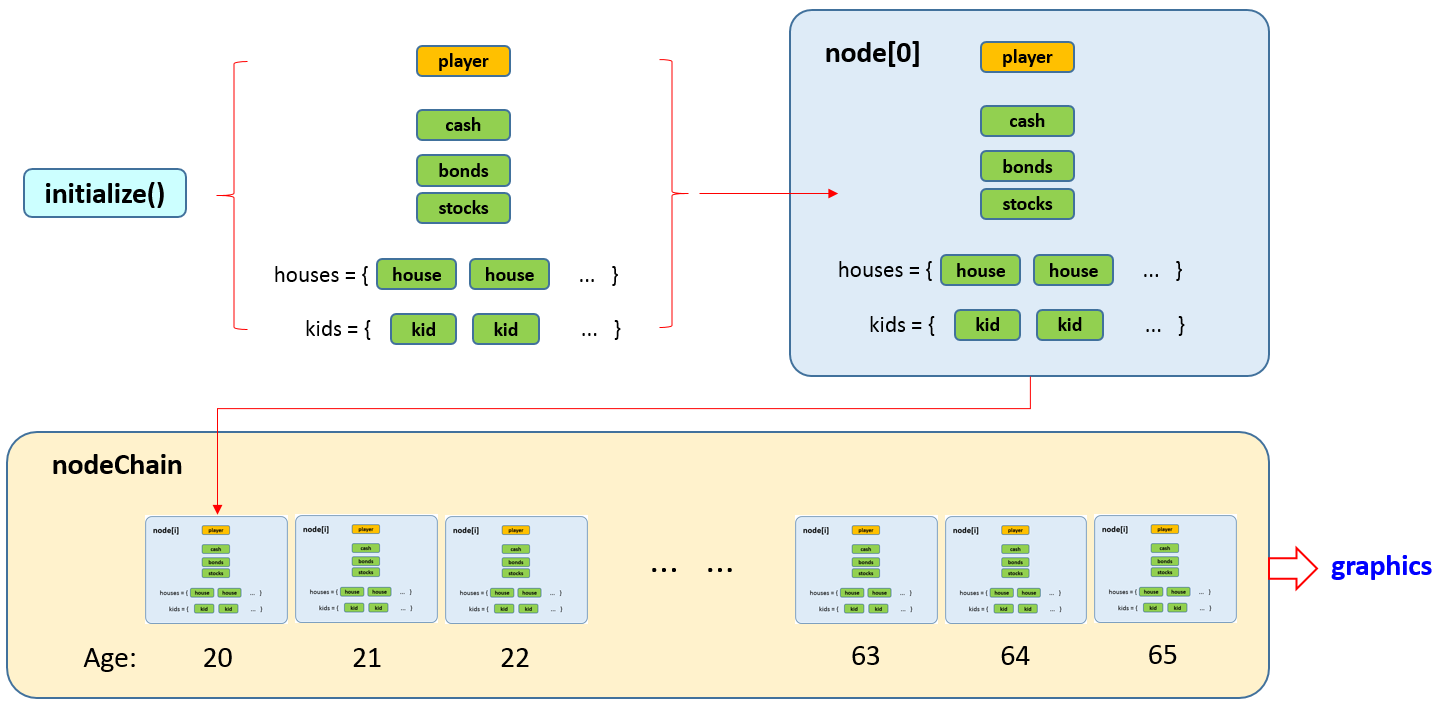 player
cash
bonds
stocks
houses = { house house ... }
kids = { kid kid ... }
initialize()
node[0]
player
cash
bonds
stocks
houses = { house house ... }
kids = { kid kid ... }
nodeChain
node[i] player
cash
bonds
stocks
houses = { house house ... }
kids = { kid kid ... }
node[i] player
cash
bonds
stocks
houses = { house house ... }
kids = { kid kid ... }
node[i] player
cash
bonds
stocks
houses = { house house ... }
kids = { kid kid ... }
... ...
node[i] player
cash
bonds
stocks
houses = { house house ... }
kids = { kid kid ... }
node[i] player
cash
bonds
stocks
houses = { house house ... }
kids = { kid kid ... }
node[i] player
cash
bonds
stocks
houses = { house house ... }
kids = { kid kid ... }
graphics
Age: 20 21 22 63 64 65